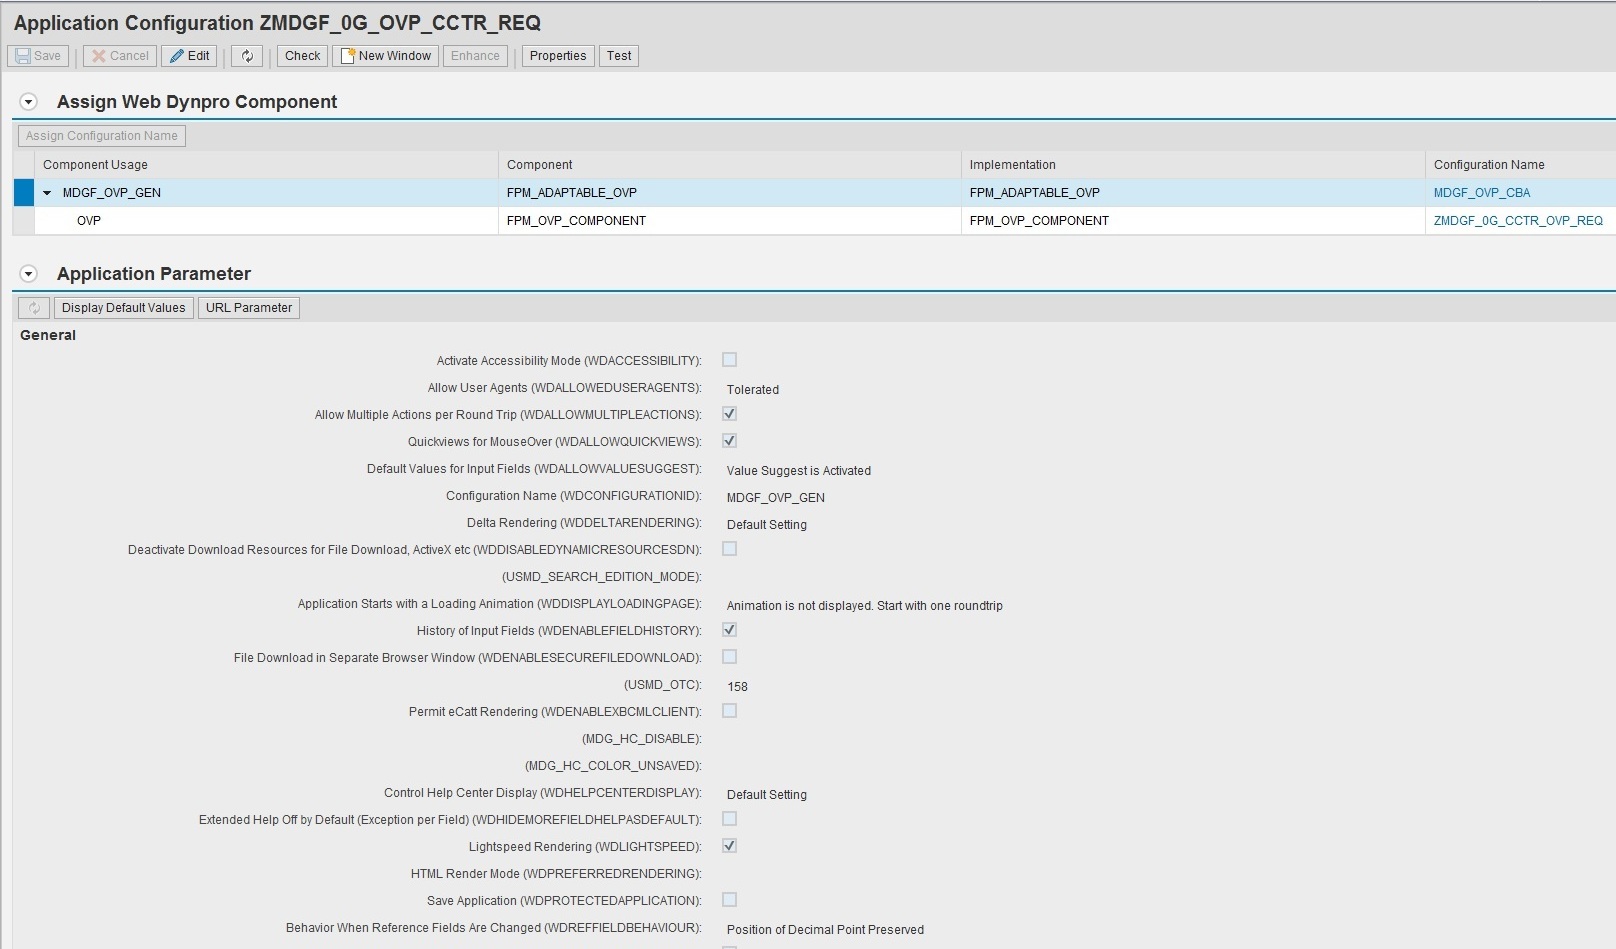 Application Configuration ZMDGF_0G_OVP_CCTR_REQ
Save Cancel Edit Check New Window Enhance Properties Test
Assign Web Dynpro Component
Assign Configuration Name
Component Usage Component Implementation Configuration Name
MDGF_OVP_GEN FPM_ADAPTABLE_OVP FPM_ADAPTABLE_OVP MDGF_OVP_CBA
OVP FPM_OVP_COMPONENT FPM_OVP_COMPONENT ZMDGF_0G_CCTR_OVP_REQ
Application Parameter
Display Default Values URL Parameter
General
Activate Accessibility Mode (WDACCESSIBILITY):
Allow User Agents (WDALLOWEDUSERAGENTS): Tolerated
Allow Multiple Actions per Round Trip (WDALLOWMULTIPLEACTIONS):
Quickviews for MouseOver (WDALLOWQUICKVIEWS):
Default Values for Input Fields (WDALLOWVALUESUGGEST): Value Suggest is Activated
Configuration Name (WDCONFIGURATIONID): MDGF_OVP_GEN
Delta Rendering (WDDELTARENDERING): Default Setting
Deactivate Download Resources for File Download, ActiveX etc (WDDISABLEDYNAMICRESOURCESDN):
(USMD_SEARCH_EDITION_MODE):
Application Starts with a Loading Animation (WDDISPLAYLOADINGPAGE): Animation is not displayed. Start with one roundtrip
History of Input Fields (WDENABLEFIELDHISTORY):
File Download in Separate Browser Window (WDENABLESECUREFILEDOWNLOAD):
(USMD_OTC): 158
Permit eCatt Rendering (WDENABLEXBCMLCLIENT):
(MDG_HC_DISABLE):
(MDG_HC_COLOR_UNSAVED):
Control Help Center Display (WDHELPCENTERDISPLAY): Default Setting
Extended Help Off by Default (Exception per Field) (WDHIDEMOREFIELDHELPASDEFAULT):
Lightspeed Rendering (WDLIGHTSPEED):
HTML Render Mode (WDPREFERREDRENDERING):
Save Application (WDPROTECTEDAPPLICATION):
Behavior When Reference Fields Are Changed (WDREFFIELDBEHAVIOUR): Position of Decimal Point Preserved